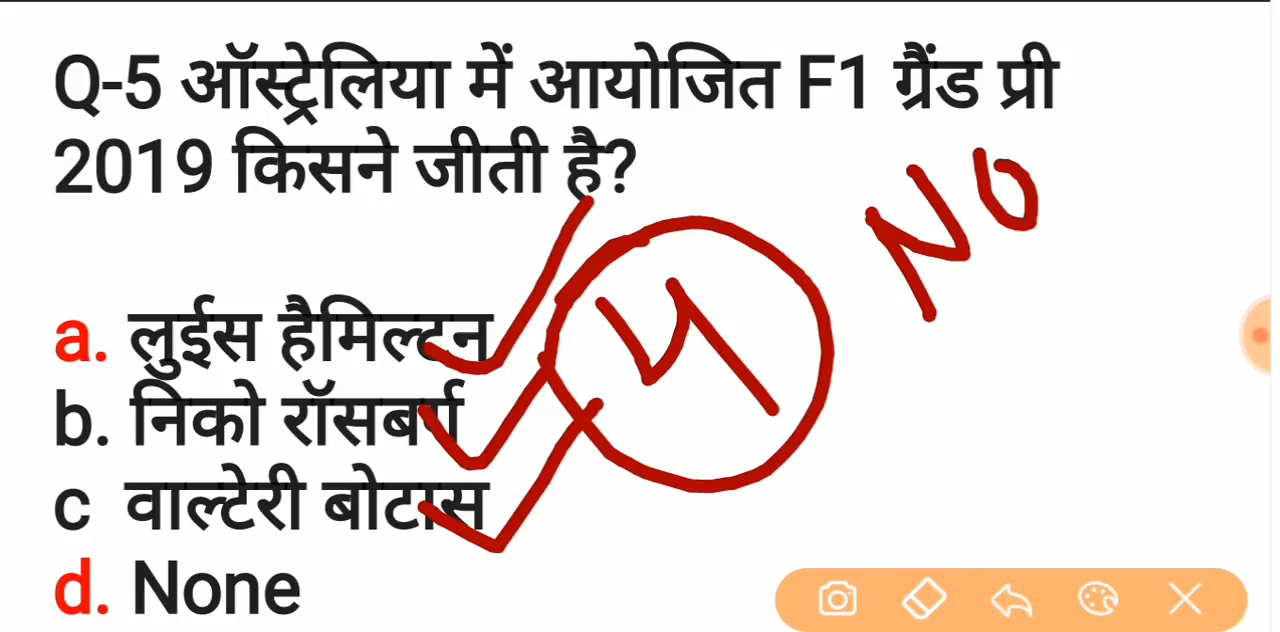 Q-5 ऑस्ट्रेलिया में आयोजित F1 ग्रैंड प्री
2019 किसने जीती है?
NO
4
a. लुईस हैमिल्टन
b. निको रॉसबर्ग
c वाल्टेरी बोटास
d. None